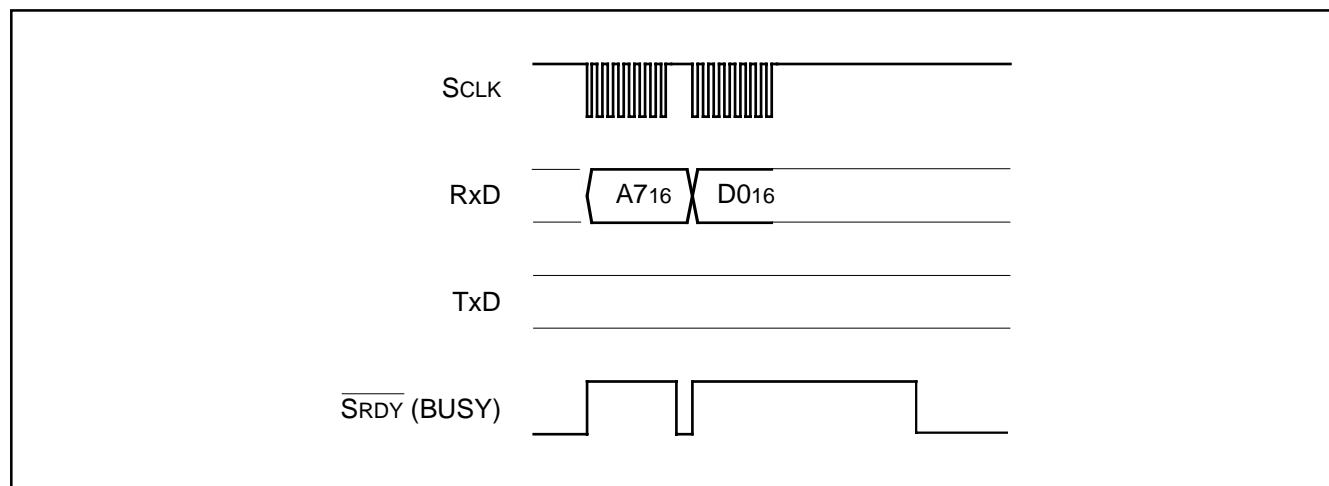 SCLK
RxD
A716
D016
TxD
SRDY (BUSY)